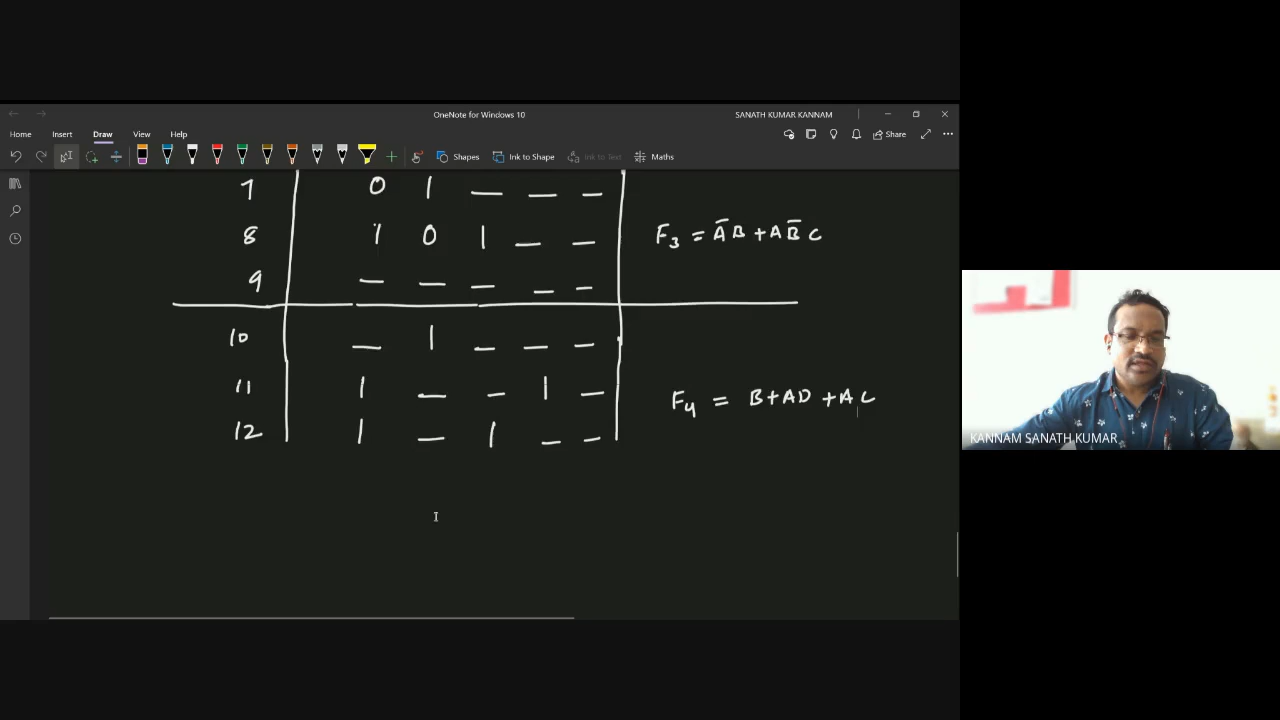 OneNote for Windows 10
SANATH KUMAR KANNAM
Home Insert Draw View Help
Share
Shapes Ink to Shape Ink to Text Maths
7 0 1 — — —
8 1 0 1 — —
F₃ = A̅B + AB̅C
9 — — — — —
10 — 1 — — —
11 1 — — 1 —
F₄ = B + AD + AC
12 1 — 1 — —
KANNAM SANATH KUMAR